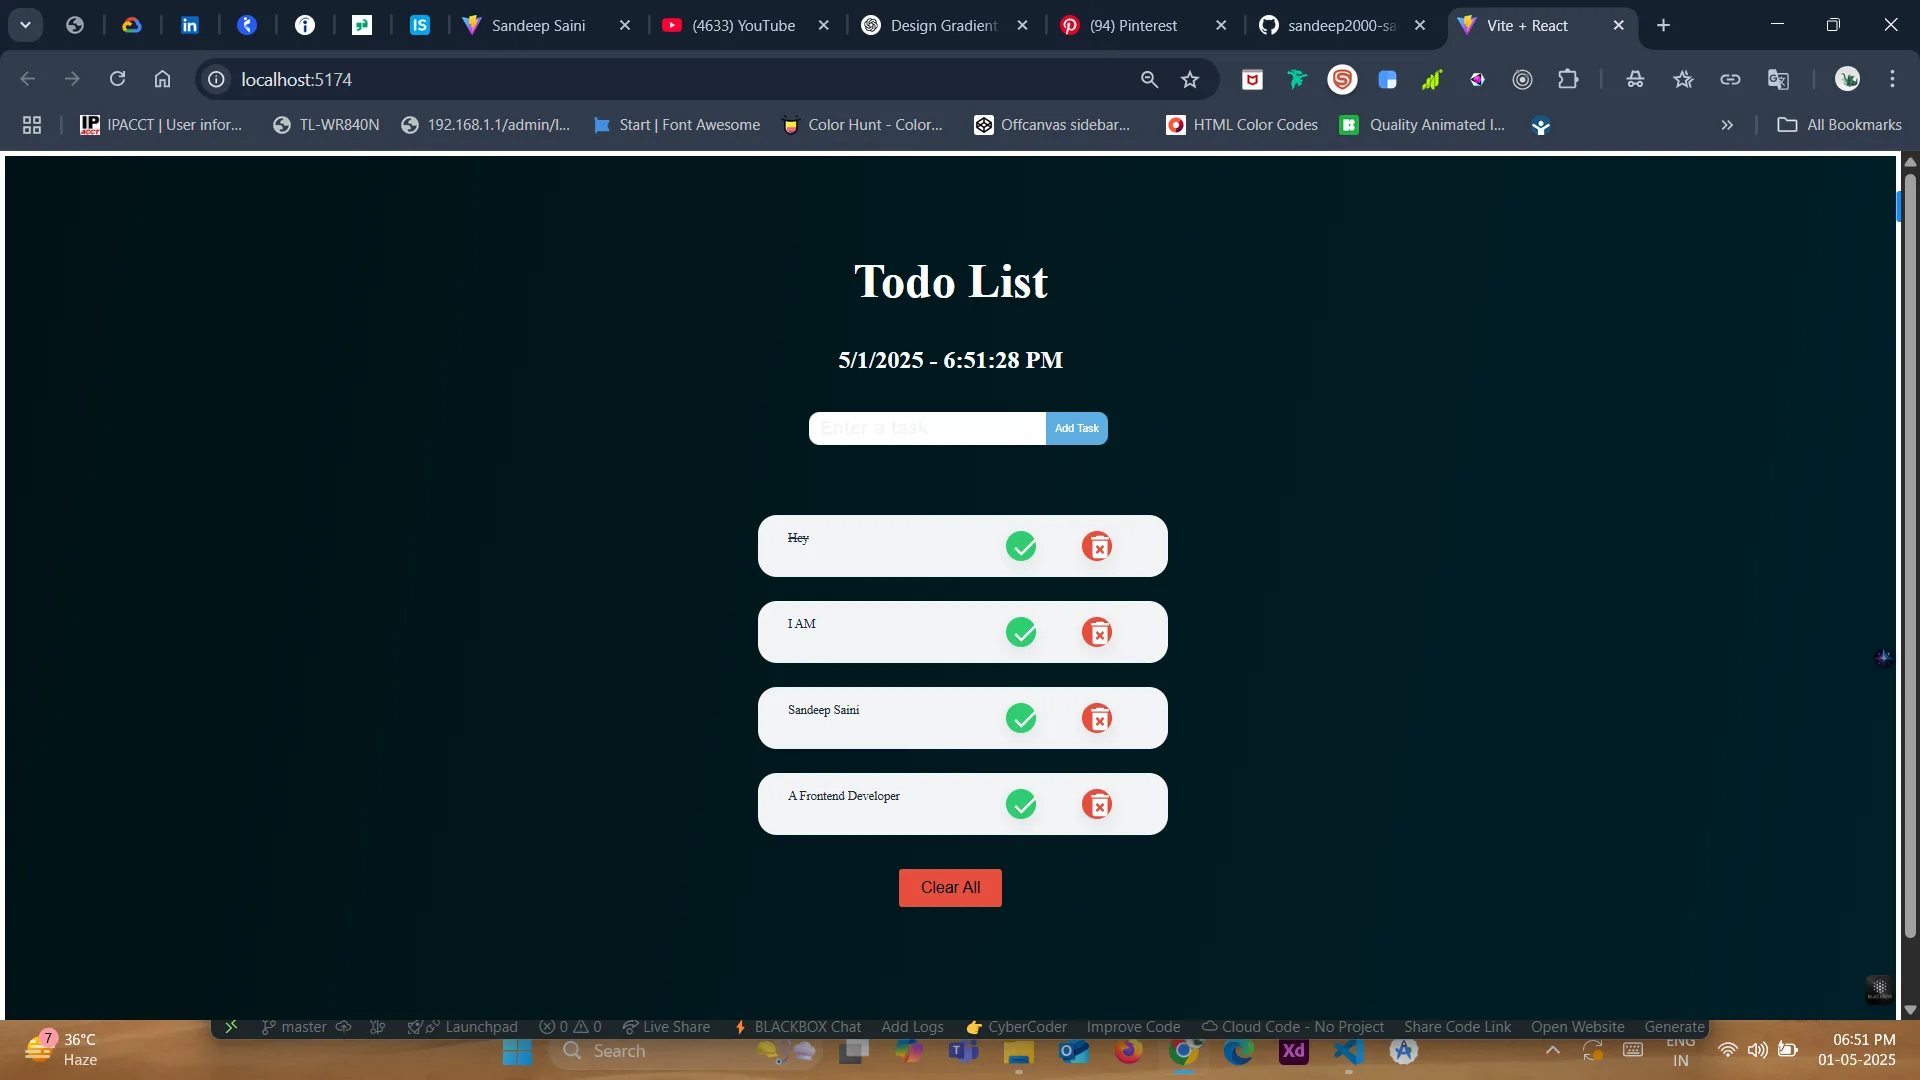 Sandeep Saini
(4633) YouTube
Design Gradient
(94) Pinterest
sandeep2000-sa
Vite + React
localhost:5174
IPACCT | User infor...
TL-WR840N
192.168.1.1/admin/l...
Start | Font Awesome
Color Hunt - Color...
Offcanvas sidebar...
HTML Color Codes
Quality Animated I...
All Bookmarks
Todo List
5/1/2025 - 6:51:28 PM
Enter a task
Add Task
Hey
I AM
Sandeep Saini
A Frontend Developer
Clear All
master
Launchpad
0
0
Live Share
BLACKBOX Chat
Add Logs
CyberCoder
Improve Code
Cloud Code - No Project
Share Code Link
Open Website
Generate
7
36°C
Haze
Search
Xd
ENG
IN
06:51 PM
01-05-2025